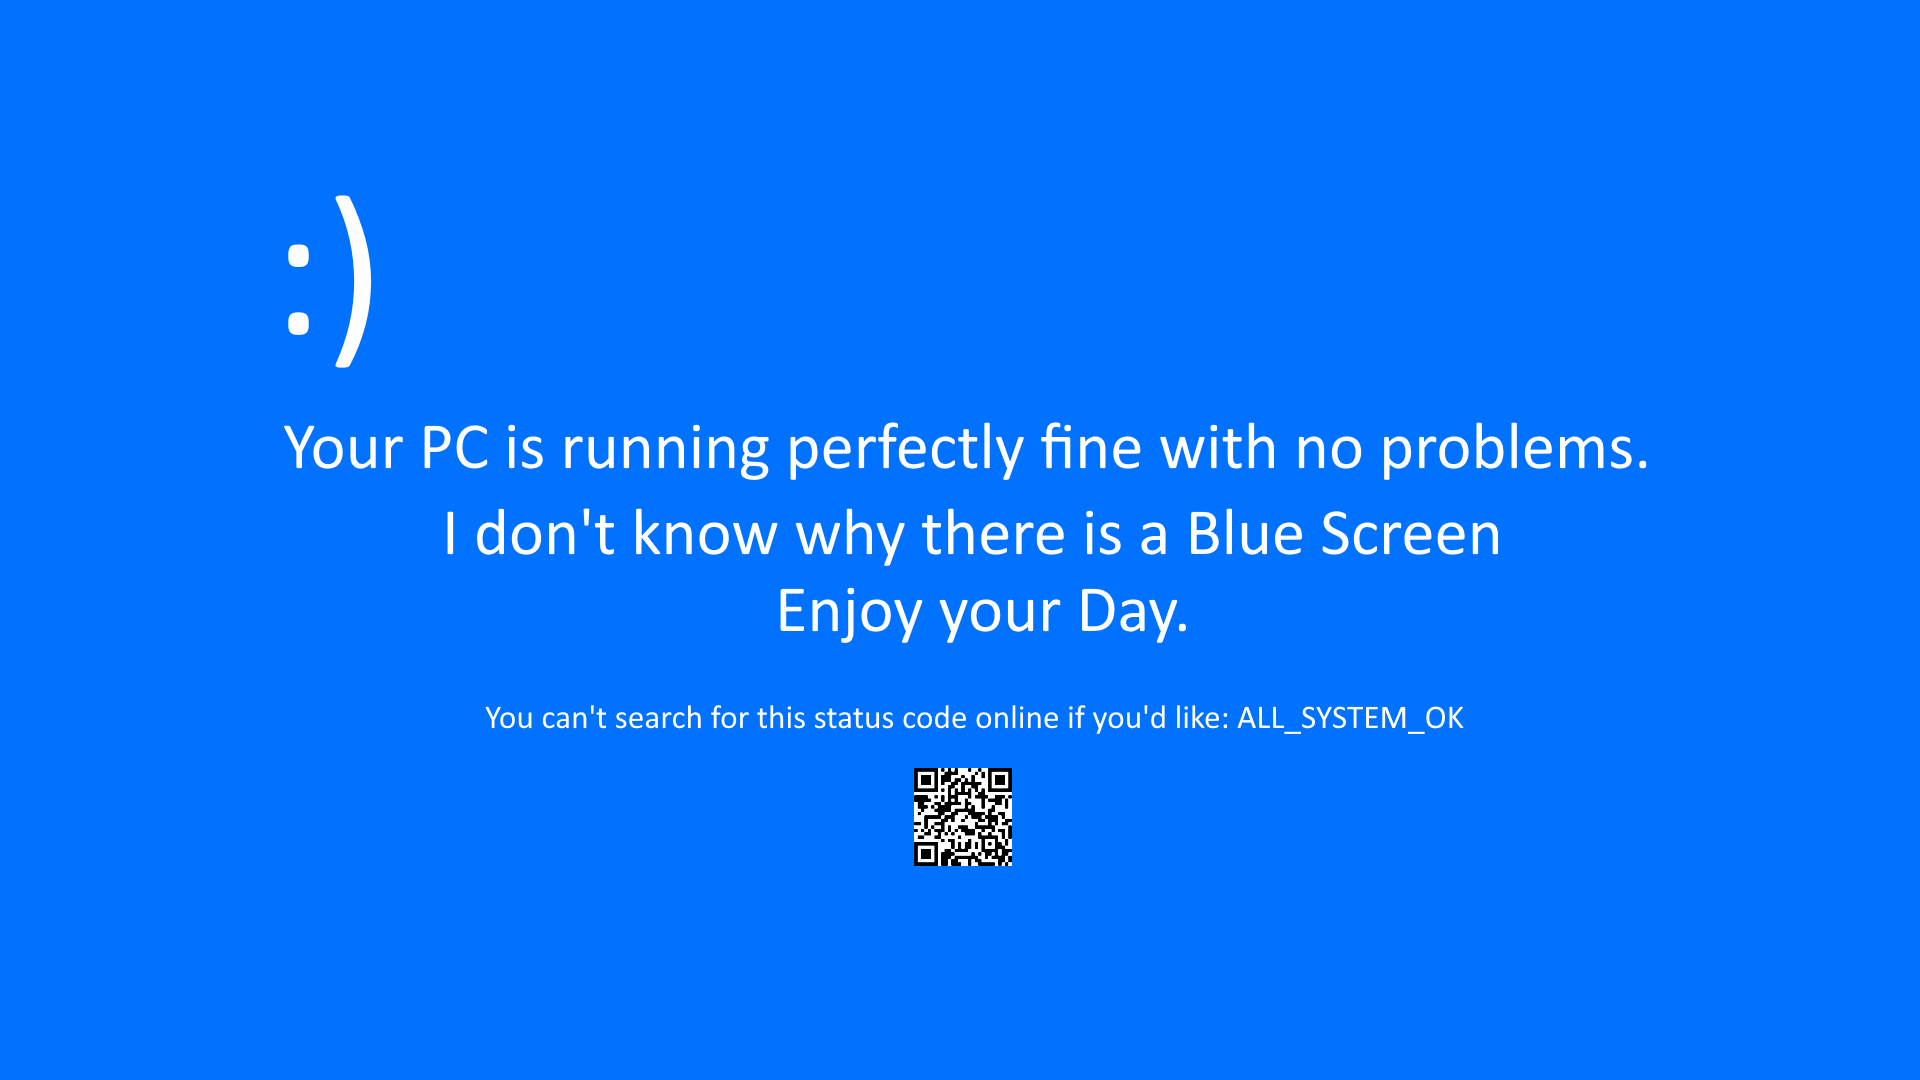 :)
Your PC is running perfectly fine with no problems.
I don't know why there is a Blue Screen
Enjoy your Day.
You can't search for this status code online if you'd like: ALL_SYSTEM_OK